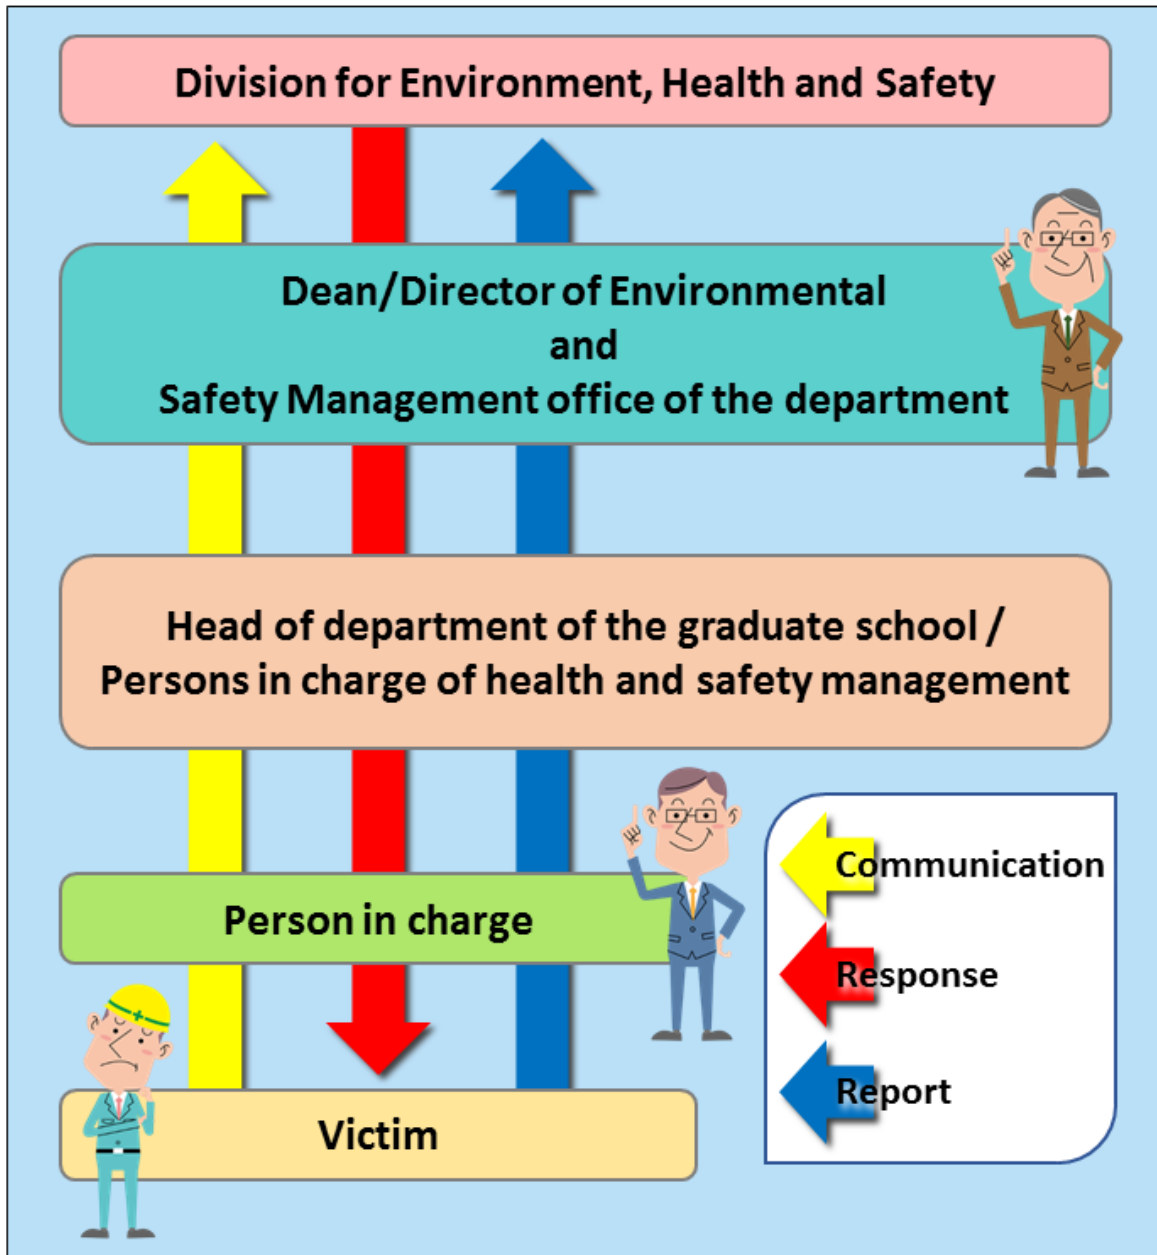 Division for Environment, Health and Safety
Dean/Director of Environmental
and
Safety Management office of the department
Head of department of the graduate school /
Persons in charge of health and safety management
Person in charge
Victim
Communication
Response
Report